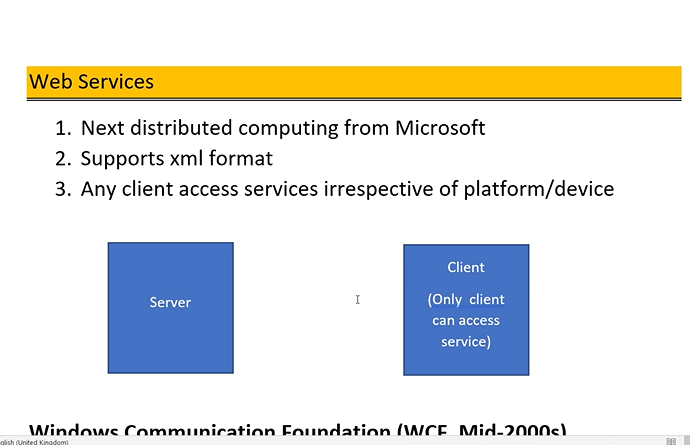 Web Services
1. Next distributed computing from Microsoft
2. Supports xml format
3. Any client access services irrespective of platform/device
Server
Client
(Only client
can access
service)
Windows Communication Foundation (WCF, Mid-2000s)
glish (United Kingdom)